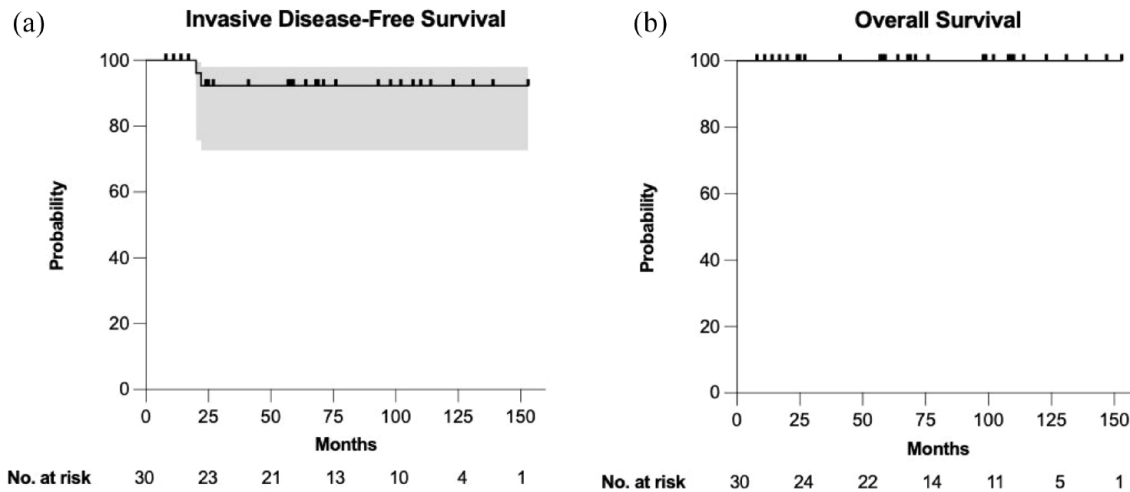 (a)
Invasive Disease-Free Survival
100
80
60
40
20
0
Probability
0 25 50 75 100 125 150
Months
No. at risk 30 23 21 13 10 4 1
(b)
Overall Survival
100
80
60
40
20
0
Probability
0 25 50 75 100 125 150
Months
No. at risk 30 24 22 14 11 5 1